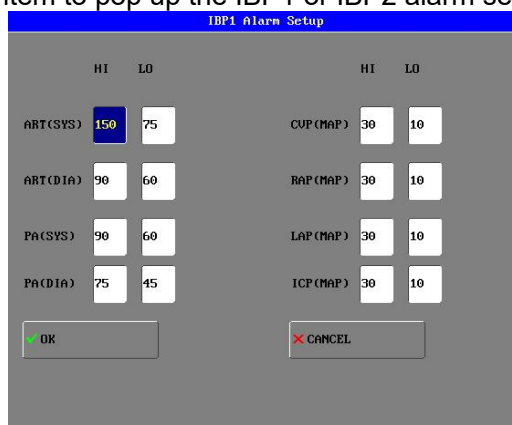 item to pop up the IBP1 or IBP2 alarm se
IBP1 Alarm Setup
HI LO HI LO
ART(SYS) 150 75 CVP(MAP) 30 10
ART(DIA) 90 60 RAP(MAP) 30 10
PA(SYS) 90 60 LAP(MAP) 30 10
PA(DIA) 75 45 ICP(MAP) 30 10
OK CANCEL